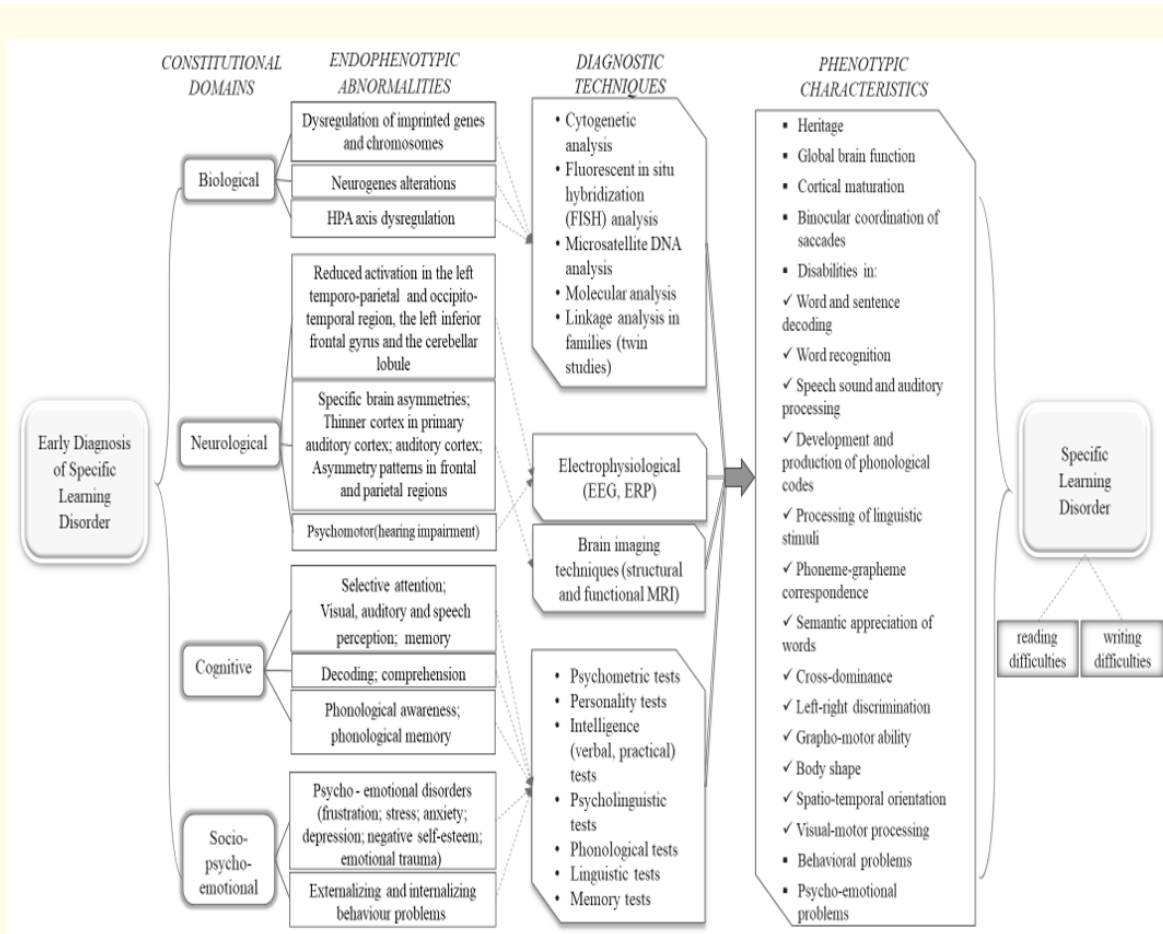 CONSTITUTIONAL
DOMAINS
ENDOPHENOTYPIC
ABNORMALITIES
DIAGNOSTIC
TECHNIQUES
PHENOTYPIC
CHARACTERISTICS
Early Diagnosis
of Specific
Learning
Disorder
Biological
Dysregulation of imprinted genes
and chromosomes
Neurogenes alterations
HPA axis dysregulation
Neurological
Reduced activation in the left
temporo-parietal and occipito-
temporal region, the left inferior
frontal gyrus and the cerebellar
lobule
Specific brain asymmetries;
Thinner cortex in primary
auditory cortex; auditory cortex;
Asymmetry patterns in frontal
and parietal regions
Psychomotor(hearing impairment)
Cognitive
Selective attention;
Visual, auditory and speech
perception; memory
Decoding; comprehension
Phonological awareness;
phonological memory
Socio-
psycho-
emotional
Psycho - emotional disorders
(frustration; stress; anxiety;
depression; negative self-esteem;
emotional trauma)
Externalizing and internalizing
behaviour problems
• Cytogenetic
analysis
• Fluorescent in situ
hybridization
(FISH) analysis
• Microsatellite DNA
analysis
• Molecular analysis
• Linkage analysis in
families (twin
studies)
Electrophysiological
(EEG, ERP)
Brain imaging
techniques (structural
and functional MRI)
• Psychometric tests
• Personality tests
• Intelligence
(verbal, practical)
tests
• Psycholinguistic
tests
• Phonological tests
• Linguistic tests
• Memory tests
▪ Heritage
▪ Global brain function
▪ Cortical maturation
▪ Binocular coordination of
saccades
▪ Disabilities in:
✓ Word and sentence
decoding
✓ Word recognition
✓ Speech sound and auditory
processing
✓ Development and
production of phonological
codes
✓ Processing of linguistic
stimuli
✓ Phoneme-grapheme
correspondence
✓ Semantic appreciation of
words
✓ Cross-dominance
✓ Left-right discrimination
✓ Grapho-motor ability
✓ Body shape
✓ Spatio-temporal orientation
✓ Visual-motor processing
▪ Behavioral problems
▪ Psycho-emotional
problems
Specific
Learning
Disorder
reading
difficulties
writing
difficulties